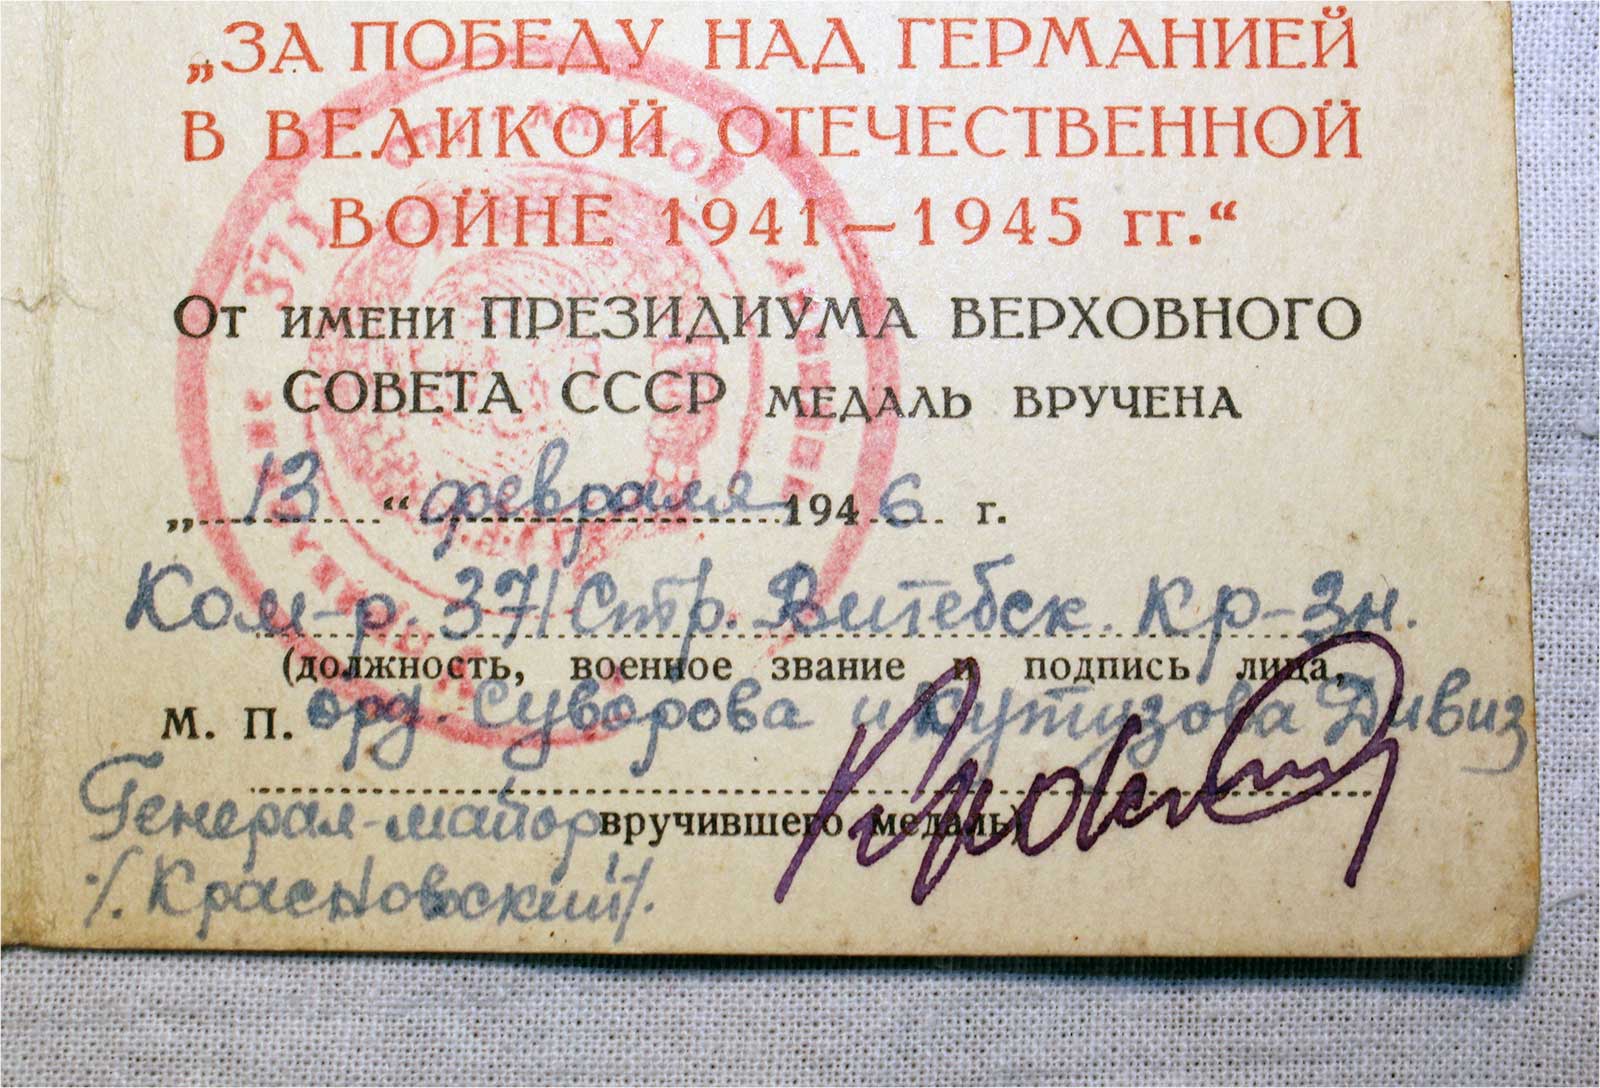 „ЗА ПОБЕДУ НАД ГЕРМАНИЕЙ
В ВЕЛИКОЙ ОТЕЧЕСТВЕННОЙ
ВОЙНЕ 1941—1945 гг.“
От имени ПРЕЗИДИУМА ВЕРХОВНОГО
СОВЕТА СССР МЕДАЛЬ ВРУЧЕНА
„ 13 “ февраля 1946 г.
Ком-р. 371 Стр. Витебск. Кр-Зн.
(должность, военное звание и подпись лица,
М. П. орд. Суворова и Кутузова Дивиз
Генерал-майор вручившего медаль)
/. Красновский /.
371